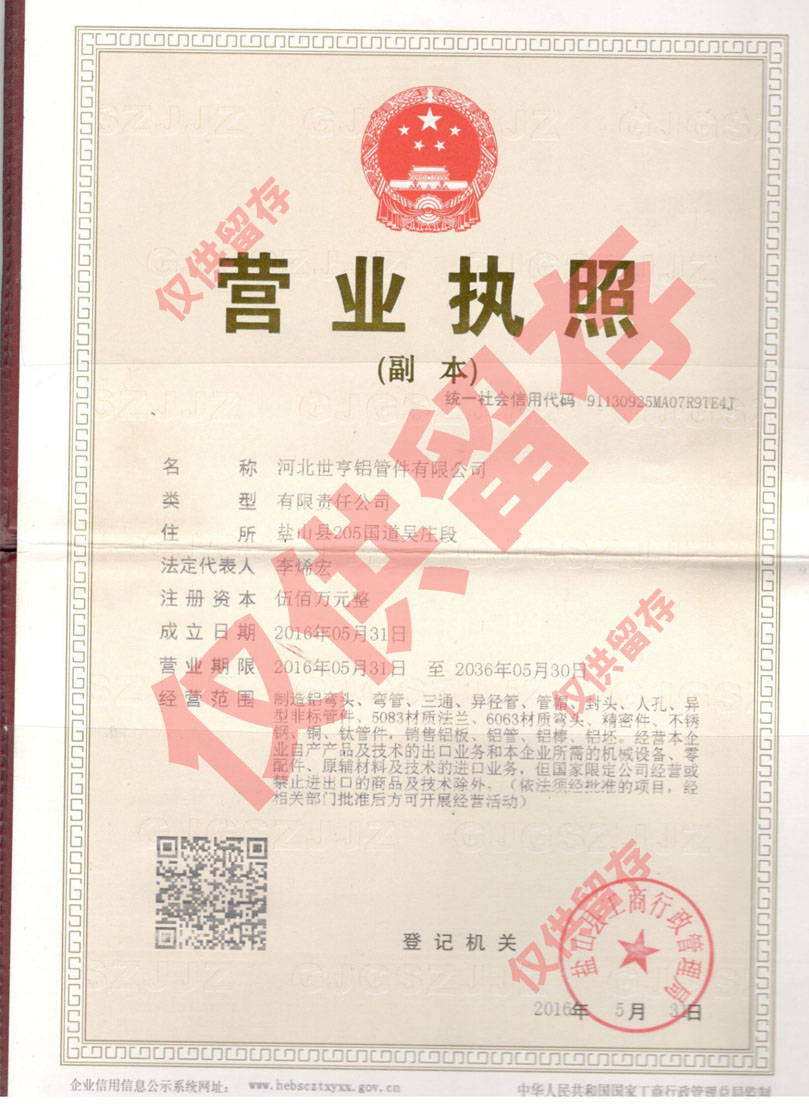 营业执照
(副本)
统一社会信用代码 91130925MA07R9TE4J
名称 河北世亨铝管件有限公司
类型 有限责任公司
住所 盐山县205国道吴庄段
法定代表人 李烯宏
注册资本 伍佰万元整
成立日期 2016年05月31日
营业期限 2016年05月31日 至 2036年05月30日
经营范围 制造铝弯头、弯管、三通、异径管、管帽、封头、人孔、异
型非标管件、5083材质法兰、6063材质弯头、精密件、不锈
钢、铜、钛管件，销售铝板、铝管、铝棒、铝坯。经营本企
业自产产品及技术的出口业务和本企业所需的机械设备、零
配件、原辅材料及技术的进口业务，但国家限定公司经营或
禁止进出口的商品及技术除外。（依法须经批准的项目，经
相关部门批准后方可开展经营活动）
登记机关
盐山县工商行政管理局
2016年 5月 31日
企业信用信息公示系统网址： www.hebscztxyxx.gov.cn
中华人民共和国国家工商行政管理总局监制
仅供留存
仅供留存
仅供留存
仅供留存